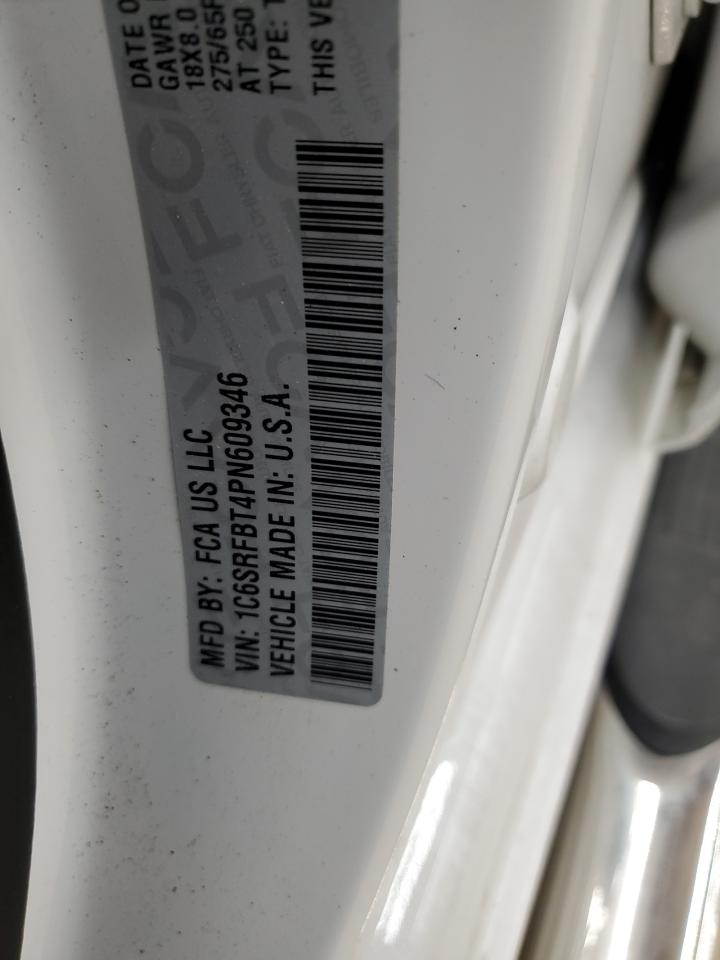 MFD BY: FCA US LLC
VIN: 1C6SRFBT4PN609346
VEHICLE MADE IN: U.S.A.
DATE O
GAWR
18X8.0
275/65R
AT 250
TYPE: T
THIS VE